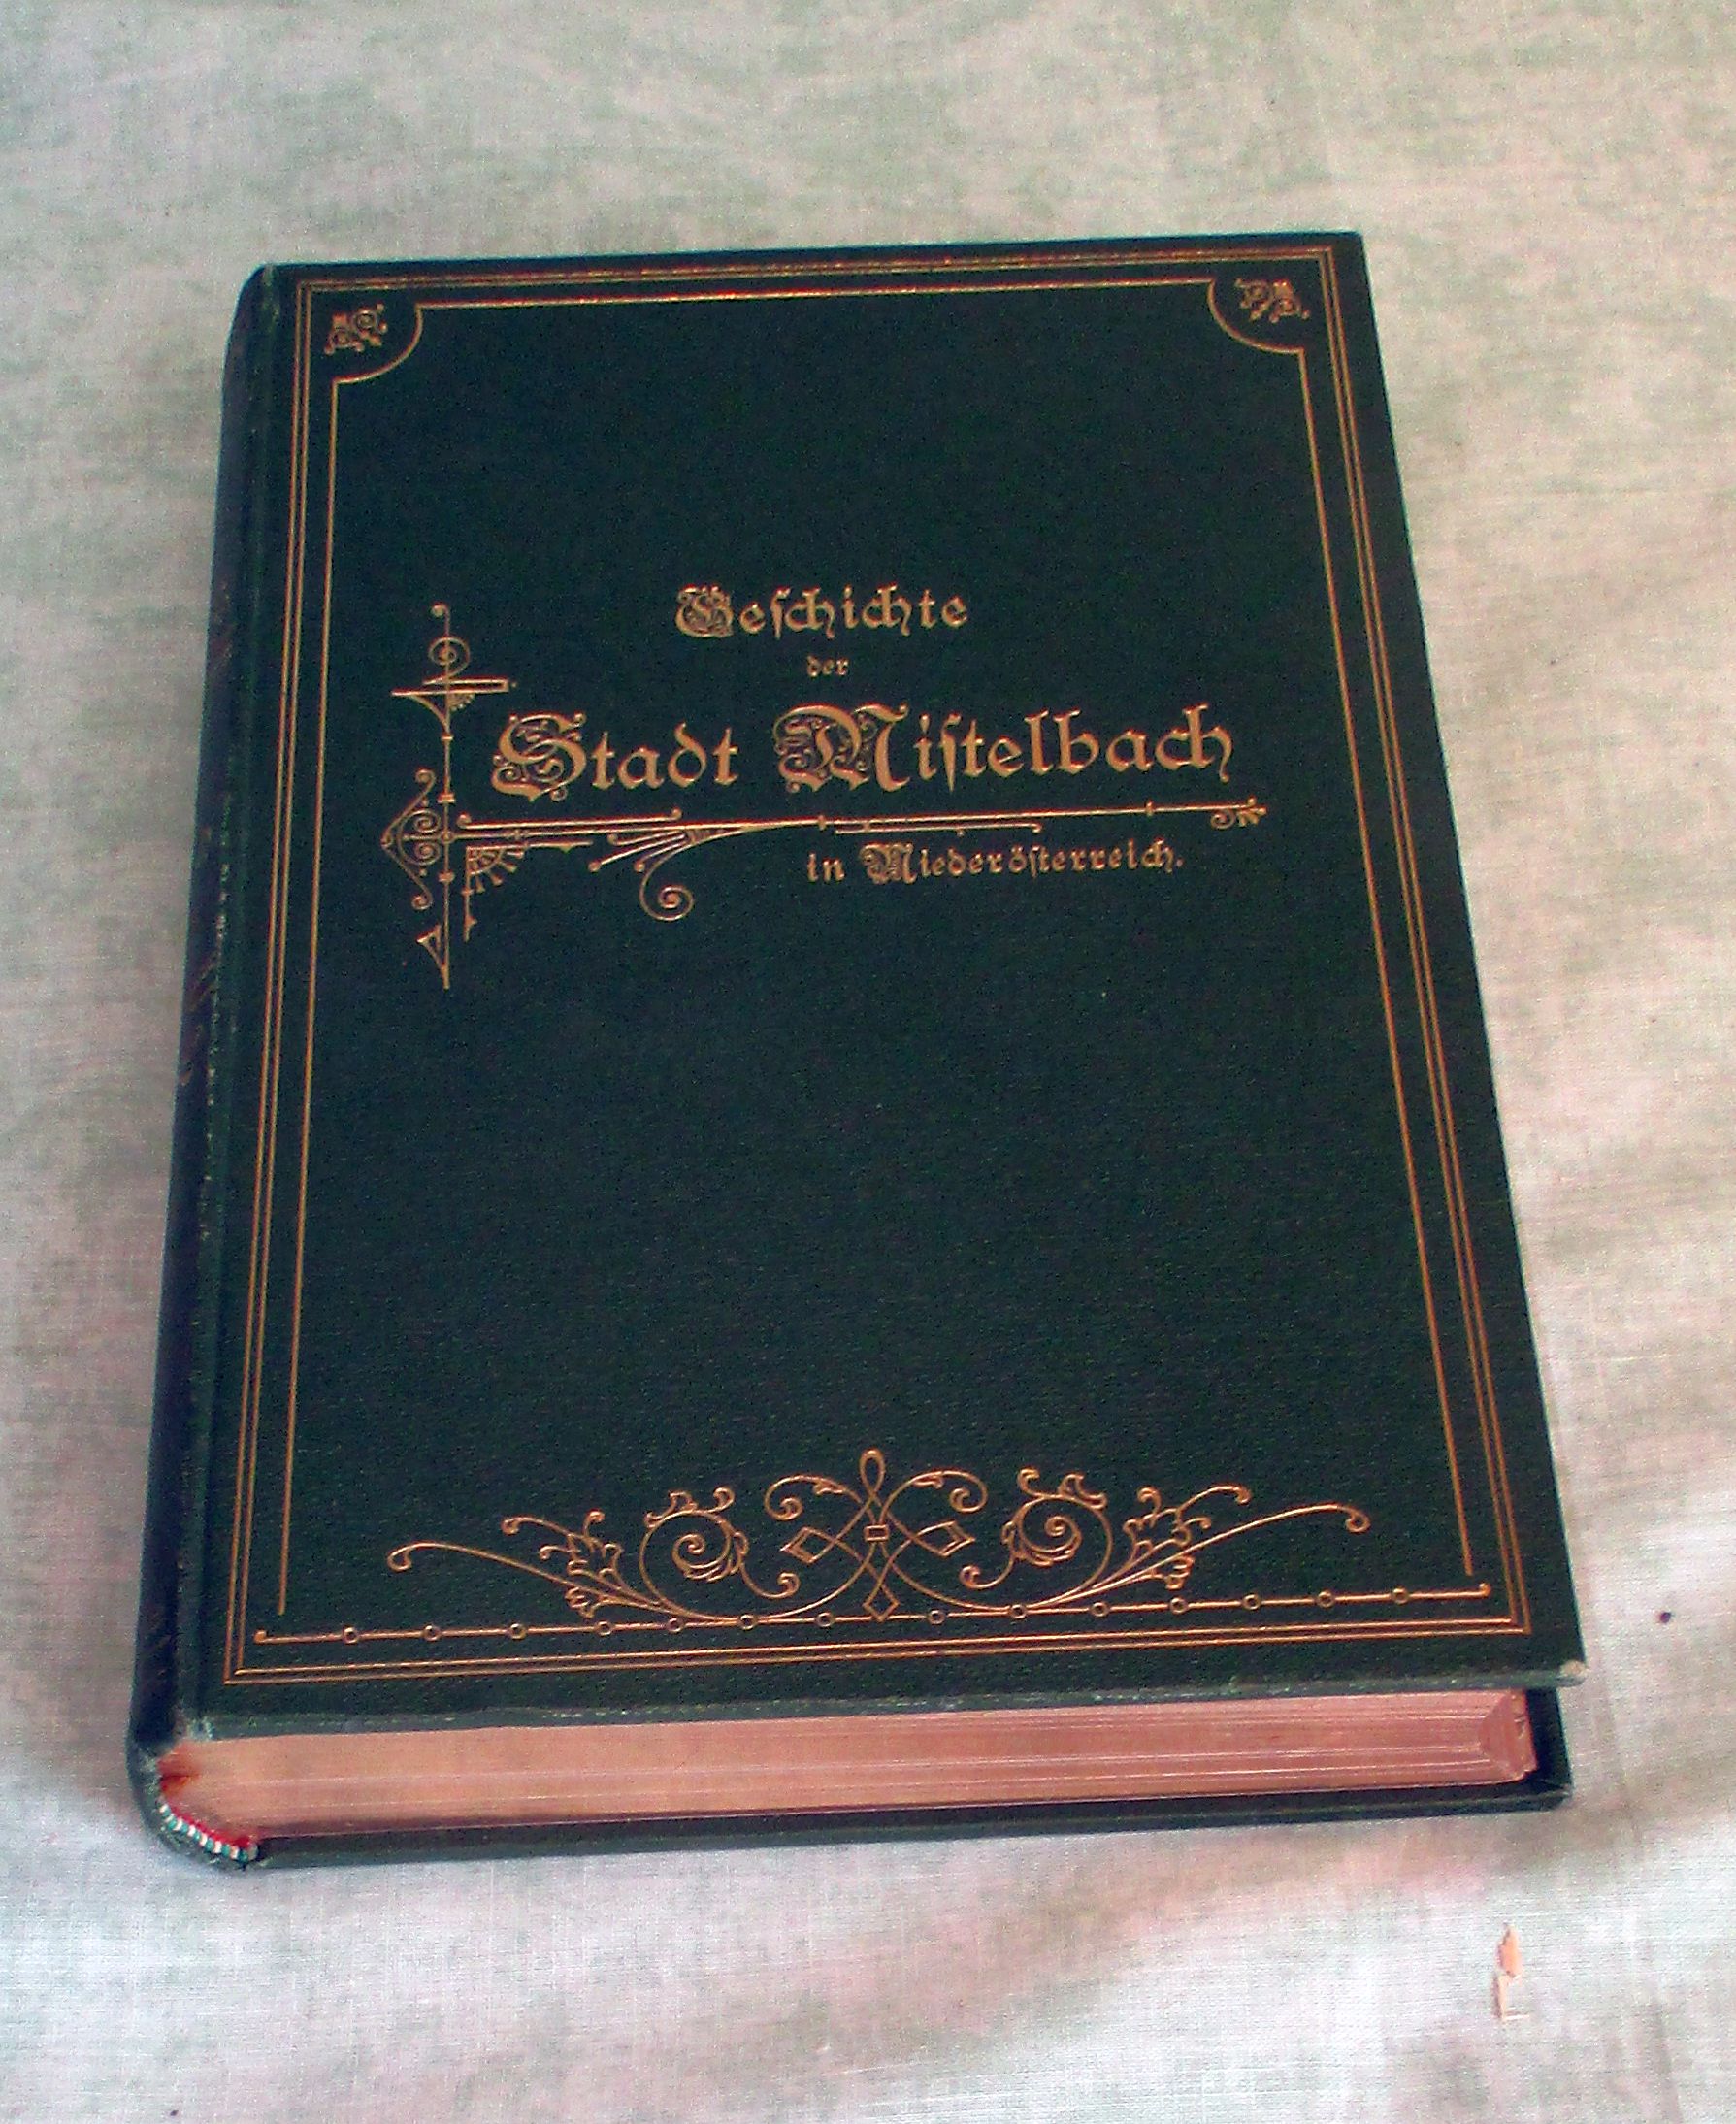 Geſchichte
der
Stadt Miſtelbach
in Niederöſterreich.